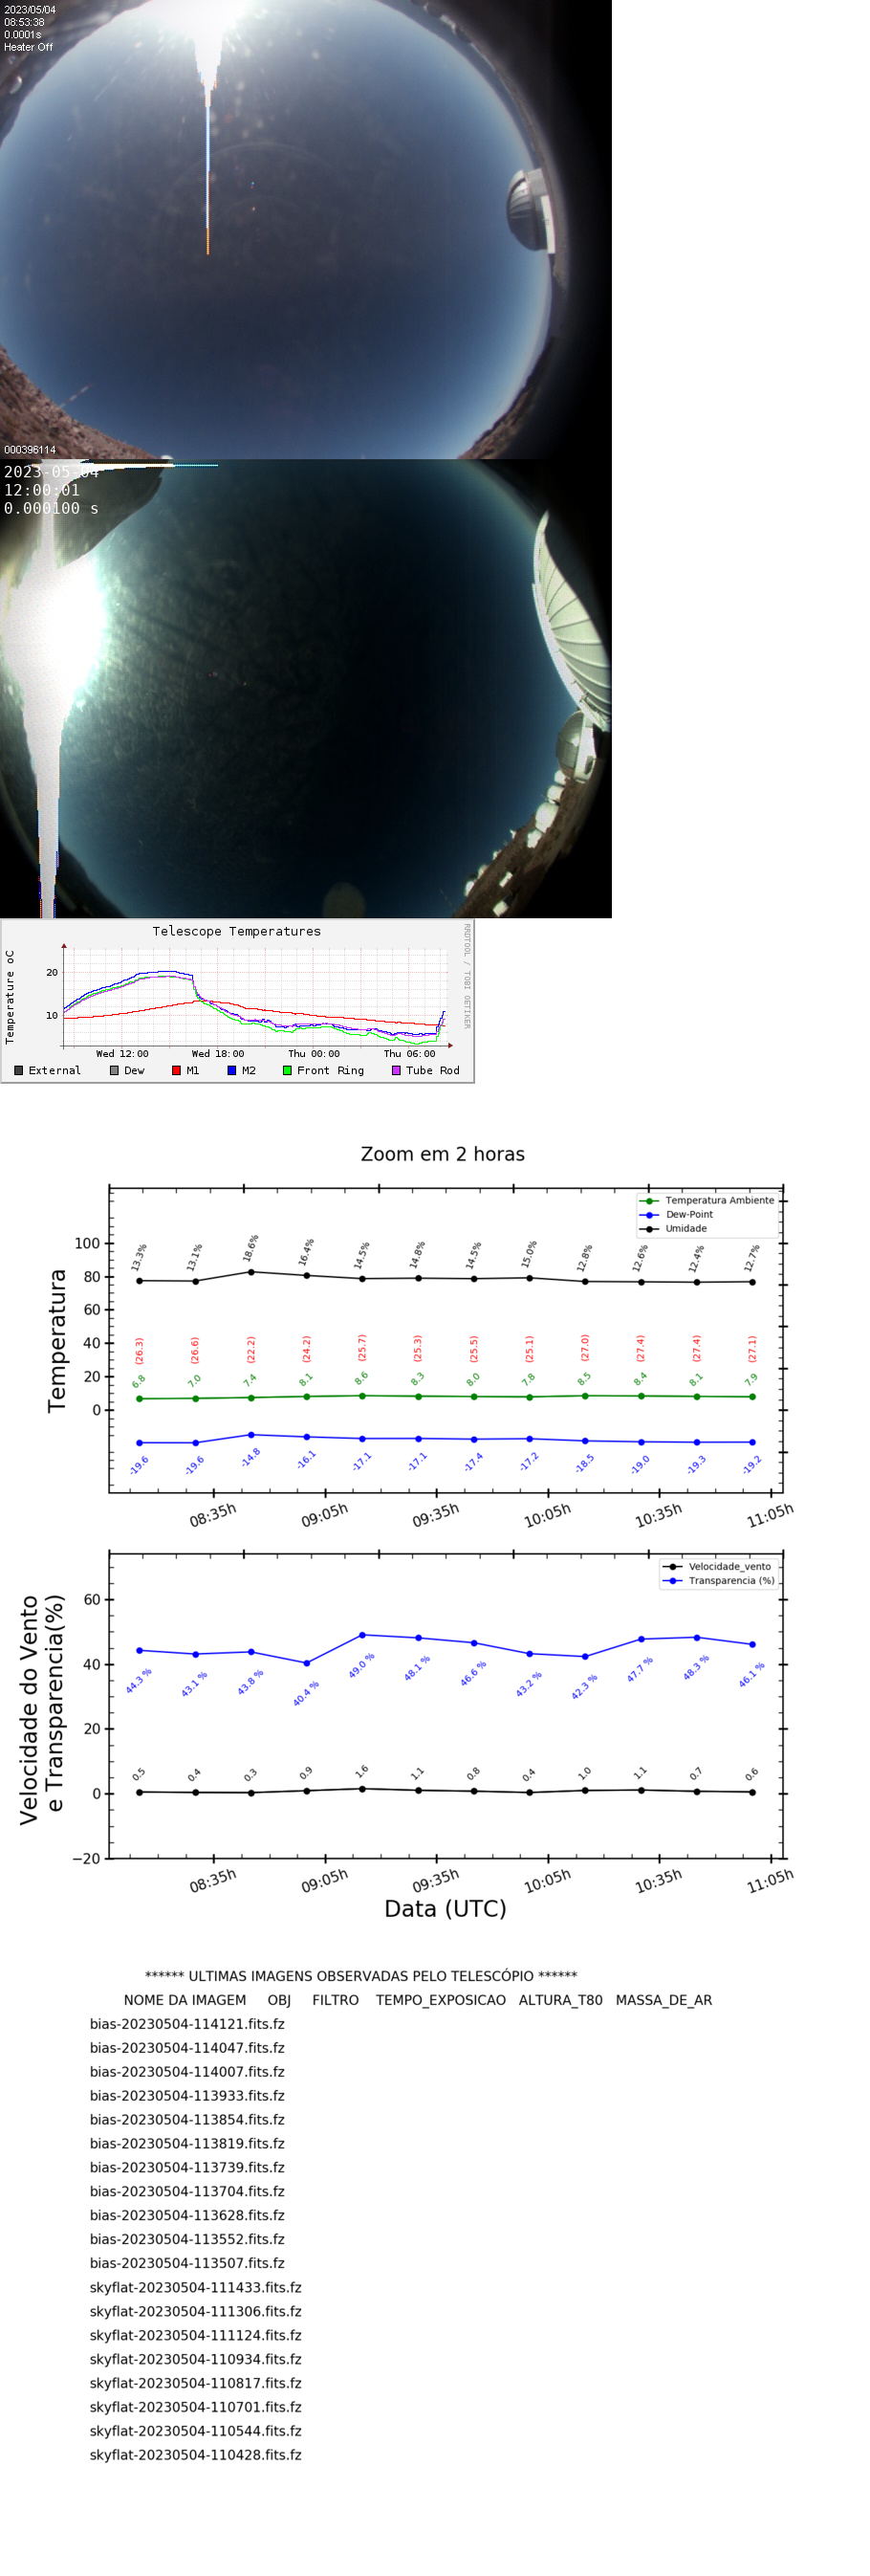 2023/05/04
08:53:38
0.0001s
Heater Off
000396114
2023-05-04
12:00:01
0.000100 s
Telescope Temperatures
RRDTOOL / TOBI OETIKER
Temperature oC
20
10
Wed 12:00 Wed 18:00 Thu 00:00 Thu 06:00
External Dew M1 M2 Front Ring Tube Rod
Zoom em 2 horas
Temperatura Ambiente
Dew-Point
Umidade
Temperatura
100
80
60
40
20
0
13.3% 13.1% 18.6% 16.4% 14.5% 14.8% 14.5% 15.0% 12.8% 12.6% 12.4% 12.7%
(26.3) (26.6) (22.2) (24.2) (25.7) (25.3) (25.5) (25.1) (27.0) (27.4) (27.4) (27.1)
6.8 7.0 7.4 8.1 8.6 8.3 8.0 7.8 8.5 8.4 8.1 7.9
-19.6 -19.6 -14.8 -16.1 -17.1 -17.1 -17.4 -17.2 -18.5 -19.0 -19.3 -19.2
08:35h 09:05h 09:35h 10:05h 10:35h 11:05h
Velocidade_vento
Transparencia (%)
Velocidade do Vento
e Transparencia(%)
60
40
20
0
−20
44.3 % 43.1 % 43.8 % 40.4 % 49.0 % 48.1 % 46.6 % 43.2 % 42.3 % 47.7 % 48.3 % 46.1 %
0.5 0.4 0.3 0.9 1.6 1.1 0.8 0.4 1.0 1.1 0.7 0.6
08:35h 09:05h 09:35h 10:05h 10:35h 11:05h
Data (UTC)
****** ULTIMAS IMAGENS OBSERVADAS PELO TELESCÓPIO ******
NOME DA IMAGEM OBJ FILTRO TEMPO_EXPOSICAO ALTURA_T80 MASSA_DE_AR
bias-20230504-114121.fits.fz
bias-20230504-114047.fits.fz
bias-20230504-114007.fits.fz
bias-20230504-113933.fits.fz
bias-20230504-113854.fits.fz
bias-20230504-113819.fits.fz
bias-20230504-113739.fits.fz
bias-20230504-113704.fits.fz
bias-20230504-113628.fits.fz
bias-20230504-113552.fits.fz
bias-20230504-113507.fits.fz
skyflat-20230504-111433.fits.fz
skyflat-20230504-111306.fits.fz
skyflat-20230504-111124.fits.fz
skyflat-20230504-110934.fits.fz
skyflat-20230504-110817.fits.fz
skyflat-20230504-110701.fits.fz
skyflat-20230504-110544.fits.fz
skyflat-20230504-110428.fits.fz